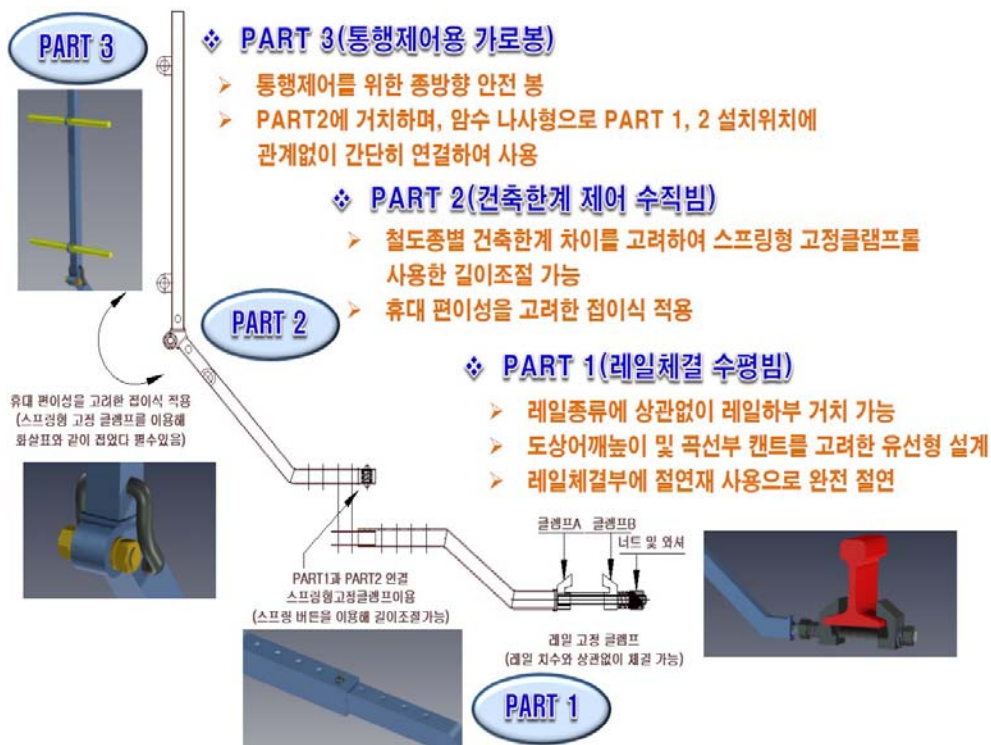 PART 3
❖ PART 3(통행제어용 가로봉)
➢ 통행제어를 위한 종방향 안전 봉
➢ PART2에 거치하며, 암수 나사형으로 PART 1, 2 설치위치에
관계없이 간단히 연결하여 사용
❖ PART 2(건축한계 제어 수직빔)
➢ 철도종별 건축한계 차이를 고려하여 스프링형 고정클램프롤
사용한 길이조절 가능
➢ 휴대 편이성을 고려한 접이식 적용
PART 2
❖ PART 1(레일체결 수평빔)
➢ 레일종류에 상관없이 레일하부 거치 가능
➢ 도상어깨높이 및 곡선부 캔트를 고려한 유선형 설계
➢ 레일체결부에 절연재 사용으로 완전 절연
휴대 편이성을 고려한 접이식 적용
(스프링형 고정 클램프를 이용해
화살표와 같이 접었다 펼수있음)
클램프A 클램프B
너트 및 와셔
PART1과 PART2 연결
스프링형고정클램프이용
(스프링 버튼을 이용해 길이조절가능)
레일 고정 클램프
(레일 치수와 상관없이 체결 가능)
PART 1